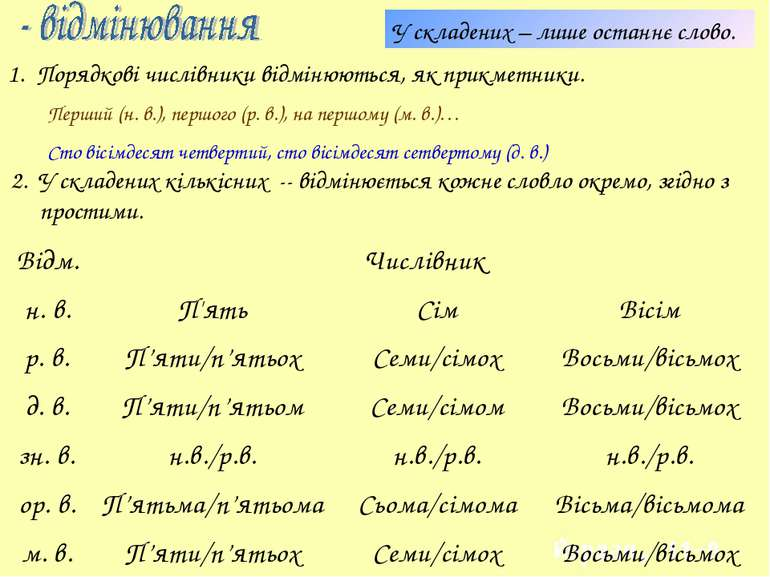 - відмінювання
У складених – лише останнє слово.
1. Порядкові числівники відмінюються, як прикметники.
Перший (н. в.), першого (р. в.), на першому (м. в.)…
Сто вісімдесят четвертий, сто вісімдесят сетвертому (д. в.)
2. У складених кількісних -- відмінюється кожне словло окремо, згідно з
простими.
Відм. Числівник
н. в. П'ять Сім Вісім
р. в. П’яти/п’ятьох Семи/сімох Восьми/вісьмох
д. в. П’яти/п’ятьом Семи/сімом Восьми/вісьмох
зн. в. н.в./р.в. н.в./р.в. н.в./р.в.
ор. в. П’ятьма/п’ятьома Сьома/сімома Вісьма/вісьмома
м. в. П’яти/п’ятьох Семи/сімох Восьми/вісьмох